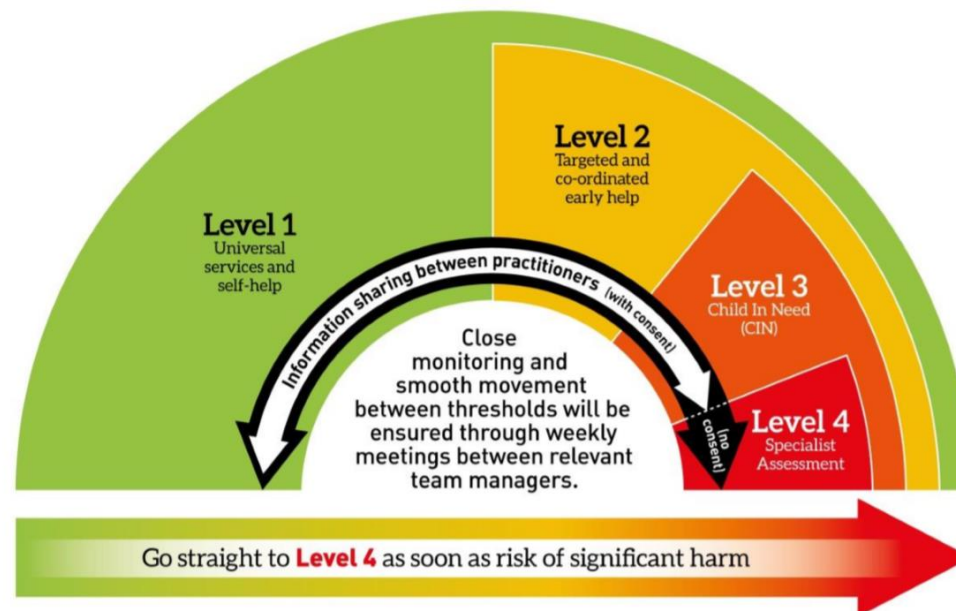 Level 1
Universal
services and
self-help
Level 2
Targeted and
co-ordinated
early help
Level 3
Child In Need
(CIN)
Level 4
Specialist
Assessment
Information sharing between practitioners (with consent)
(no
consent)
Close
monitoring and
smooth movement
between thresholds will be
ensured through weekly
meetings between relevant
team managers.
Go straight to Level 4 as soon as risk of significant harm